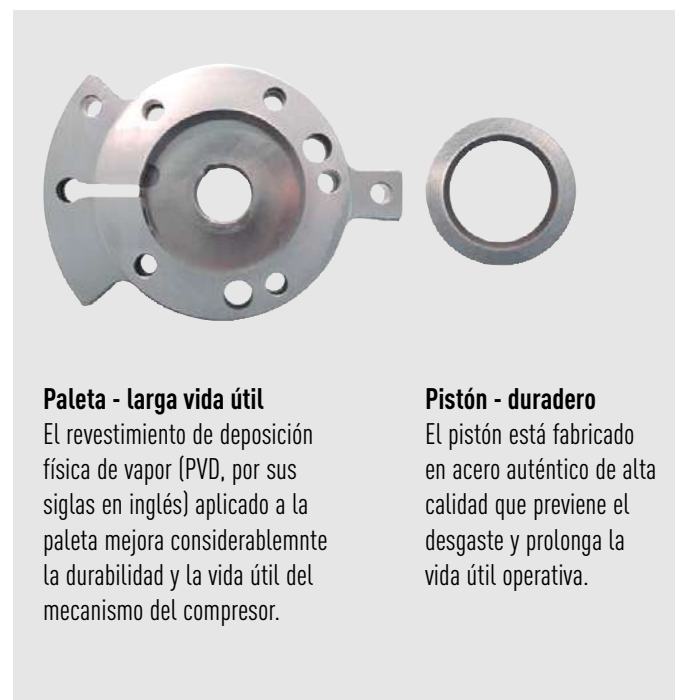 Paleta - larga vida útil
El revestimiento de deposición
física de vapor (PVD, por sus
siglas en inglés) aplicado a la
paleta mejora considerablemnte
la durabilidad y la vida útil del
mecanismo del compresor.
Pistón - duradero
El pistón está fabricado
en acero auténtico de alta
calidad que previene el
desgaste y prolonga la
vida útil operativa.